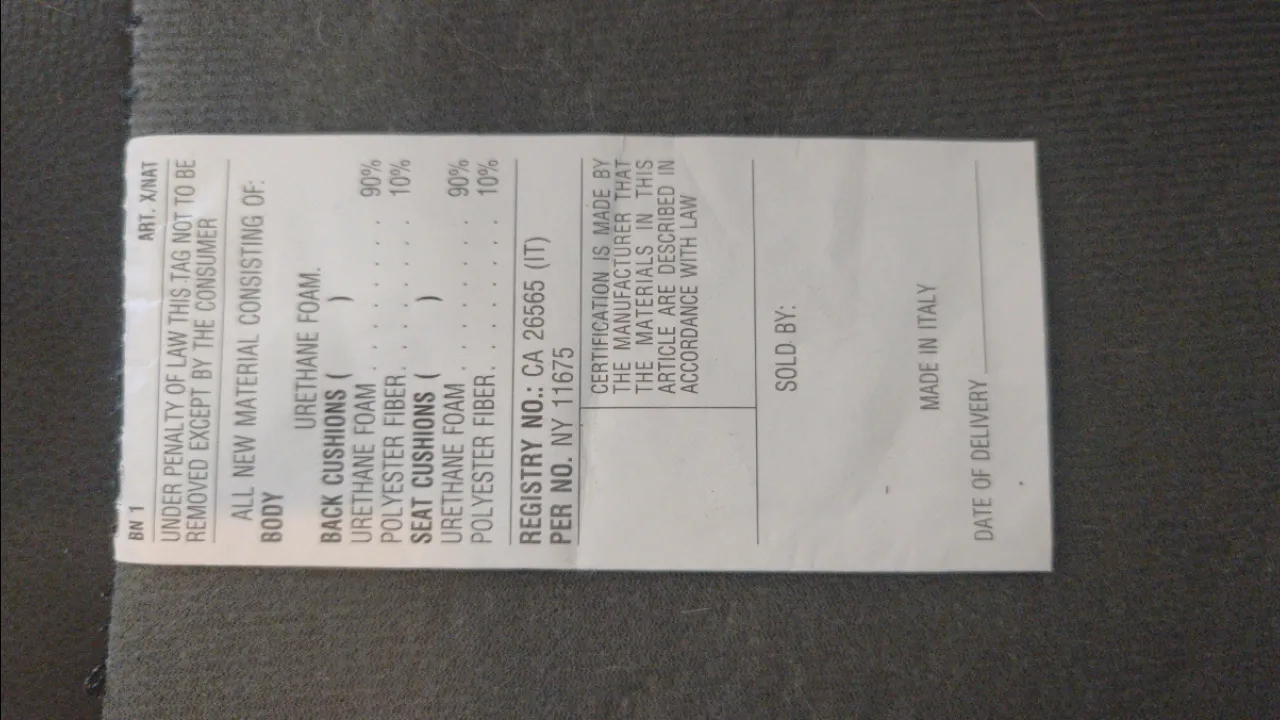 BN 1 ART. X/NAT
UNDER PENALTY OF LAW THIS TAG NOT TO BE
REMOVED EXCEPT BY THE CONSUMER
ALL NEW MATERIAL CONSISTING OF:
BODY
URETHANE FOAM.
BACK CUSHIONS ( )
URETHANE FOAM . . . . . . . 90%
POLYESTER FIBER. . . . . . . 10%
SEAT CUSHIONS ( )
URETHANE FOAM . . . . . . . 90%
POLYESTER FIBER. . . . . . . 10%
REGISTRY NO.: CA 26565 (IT)
PER NO. NY 11675
CERTIFICATION IS MADE BY
THE MANUFACTURER THAT
THE MATERIALS IN THIS
ARTICLE ARE DESCRIBED IN
ACCORDANCE WITH LAW
SOLD BY:
MADE IN ITALY
DATE OF DELIVERY